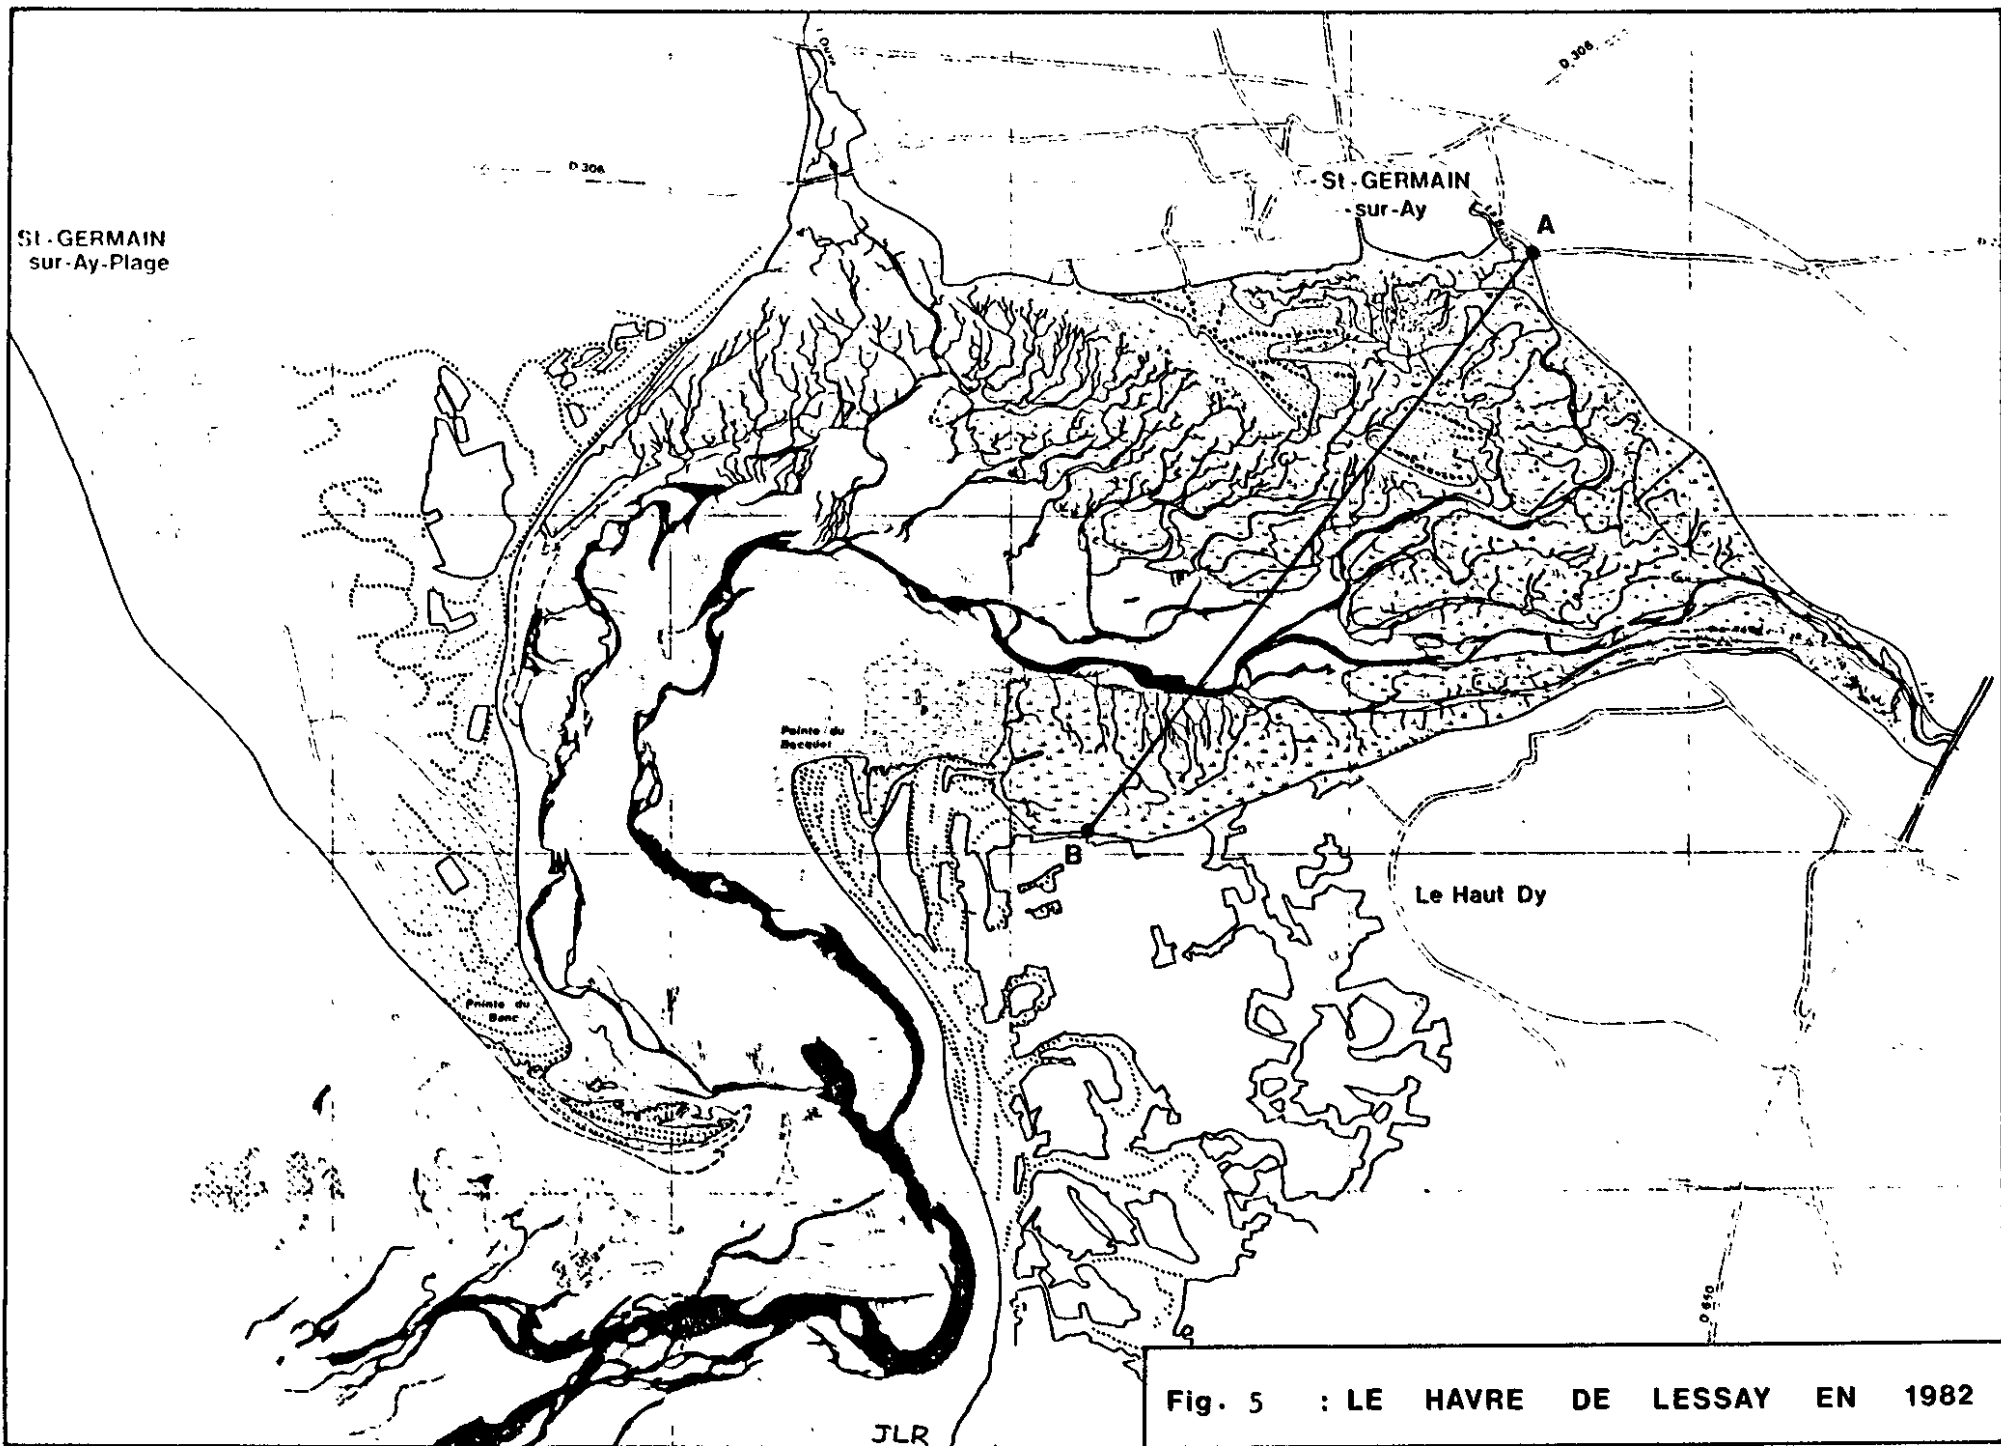 D 306
D 306
St-GERMAIN
sur-Ay
A
St-GERMAIN
sur-Ay-Plage
Pointe du
Becquet
B
Le Haut Dy
Pointe du
Banc
D 650
Fig. 5 : LE HAVRE DE LESSAY EN 1982
JLR